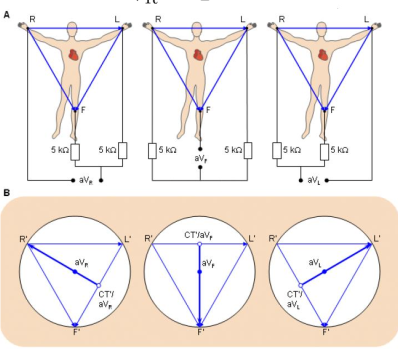 A
R L R L R L
F F F
5 kΩ 5 kΩ 5 kΩ 5 kΩ 5 kΩ 5 kΩ
aVF
aVR aVL
B
R' L' R' CT'/aVF L' R' L'
aVR aVF aVL
CT'/ CT'/
aVR aVL
F' F' F'